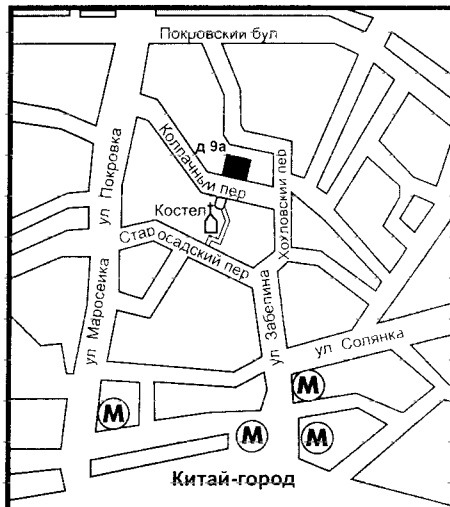 Покровский бул
д 9а
ул Покровка
Колпачный пер
Хохловский пер
Костел
Старосадский пер
ул Маросейка
ул Забелина
ул Солянка
М
М
М
М
Китай-город